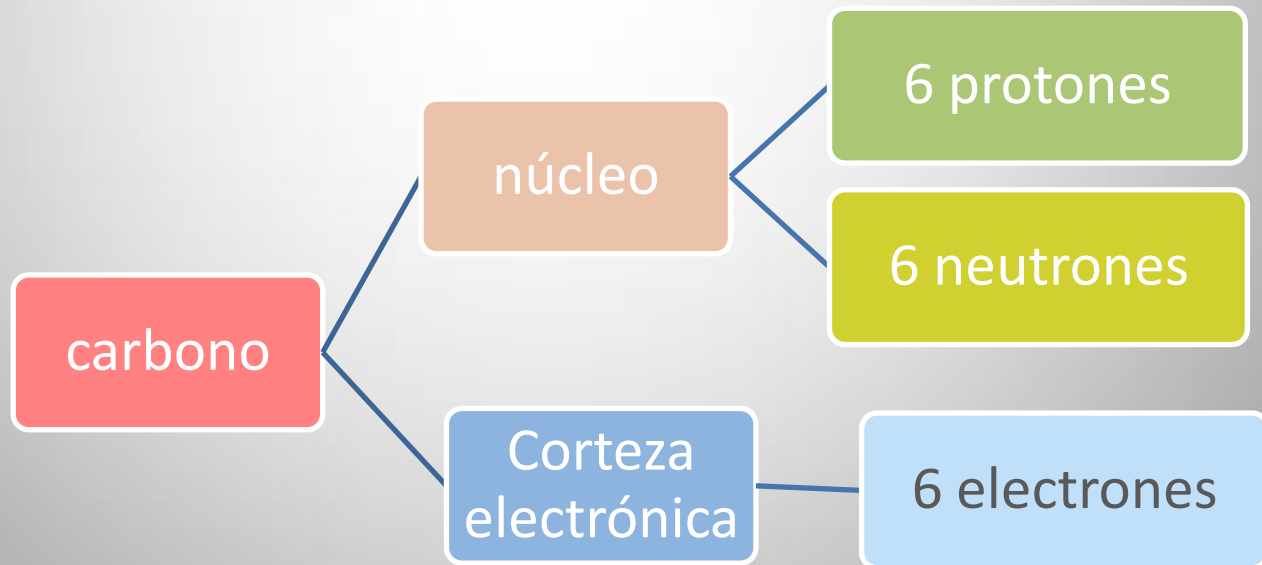 6 protones
núcleo
6 neutrones
carbono
Corteza
electrónica
6 electrones